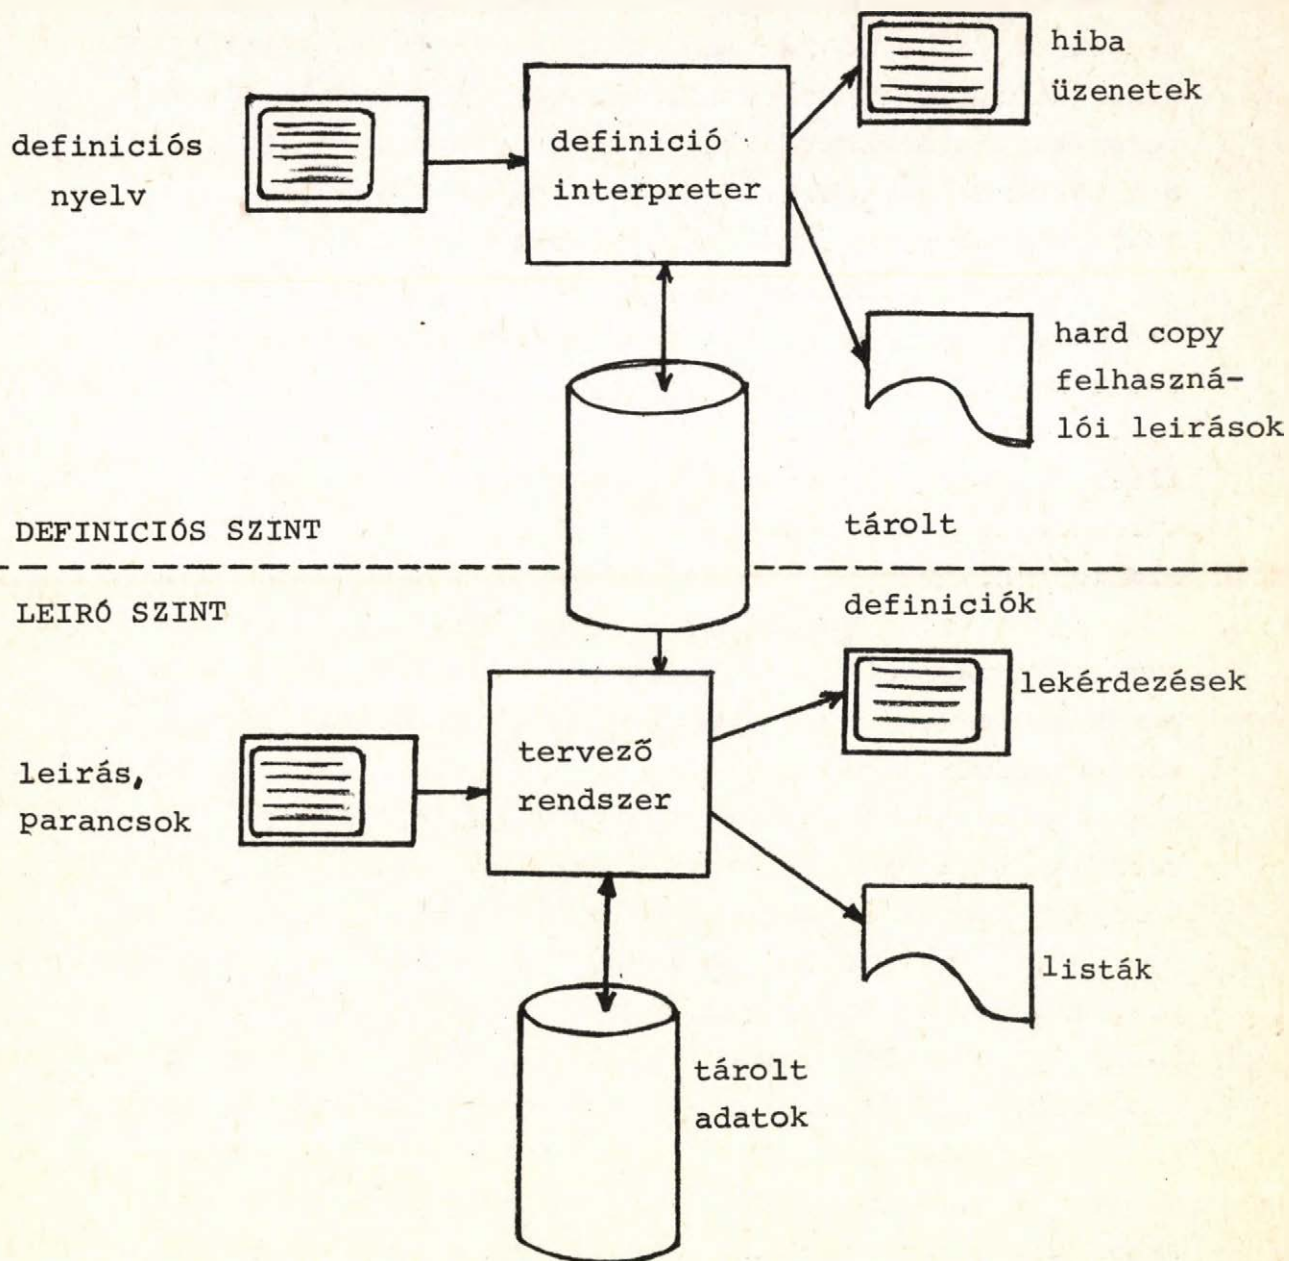 hiba
üzenetek
definiciós
nyelv
definició
interpreter
hard copy
felhaszná-
lói leirások
DEFINICIÓS SZINT
tárolt
LEIRÓ SZINT
definiciók
lekérdezések
leirás,
parancsok
tervező
rendszer
listák
tárolt
adatok